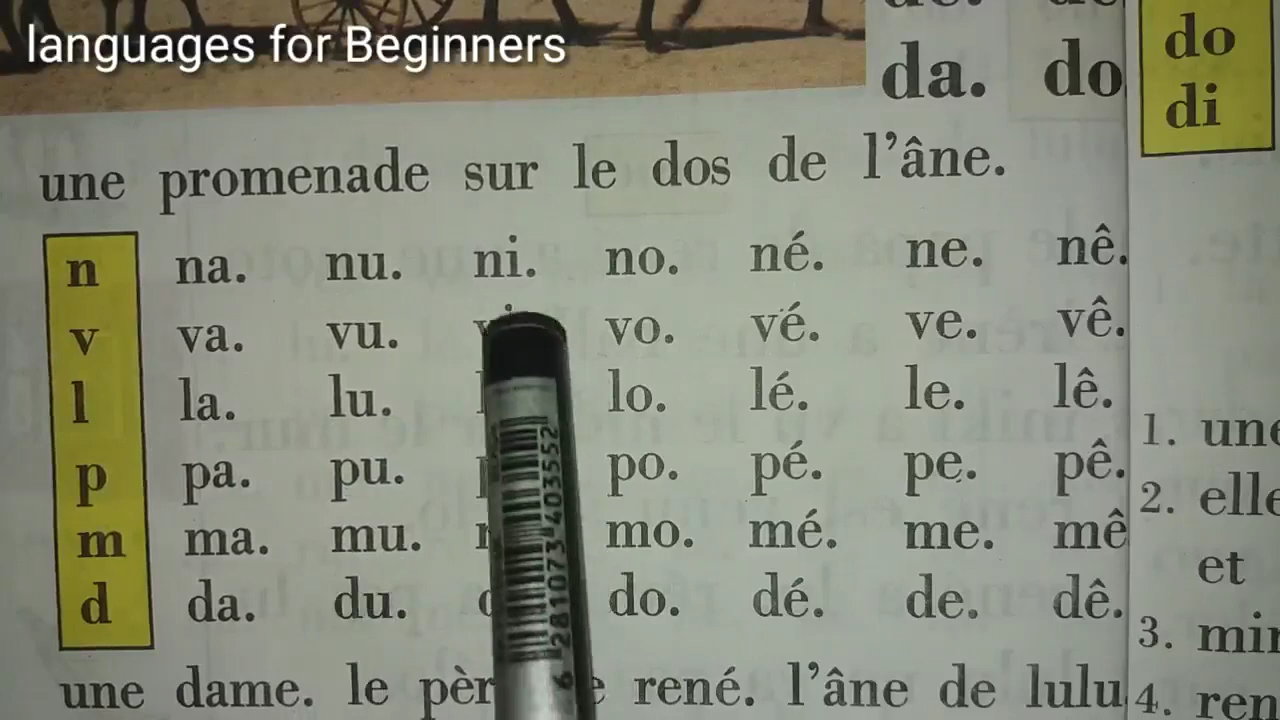 languages for Beginners
da. do
do
di
une promenade sur le dos de l'âne.
n na. nu. ni. no. né. ne. nê.
v va. vu. vo. vé. ve. vê.
l la. lu. lo. lé. le. lê.
p pa. pu. po. pé. pe. pê.
m ma. mu. mo. mé. me. mê
d da. du. do. dé. de. dê.
une dame. le rené. l'âne de lulu
1. une
2. elle
et
3.
4.
6 281073 403552